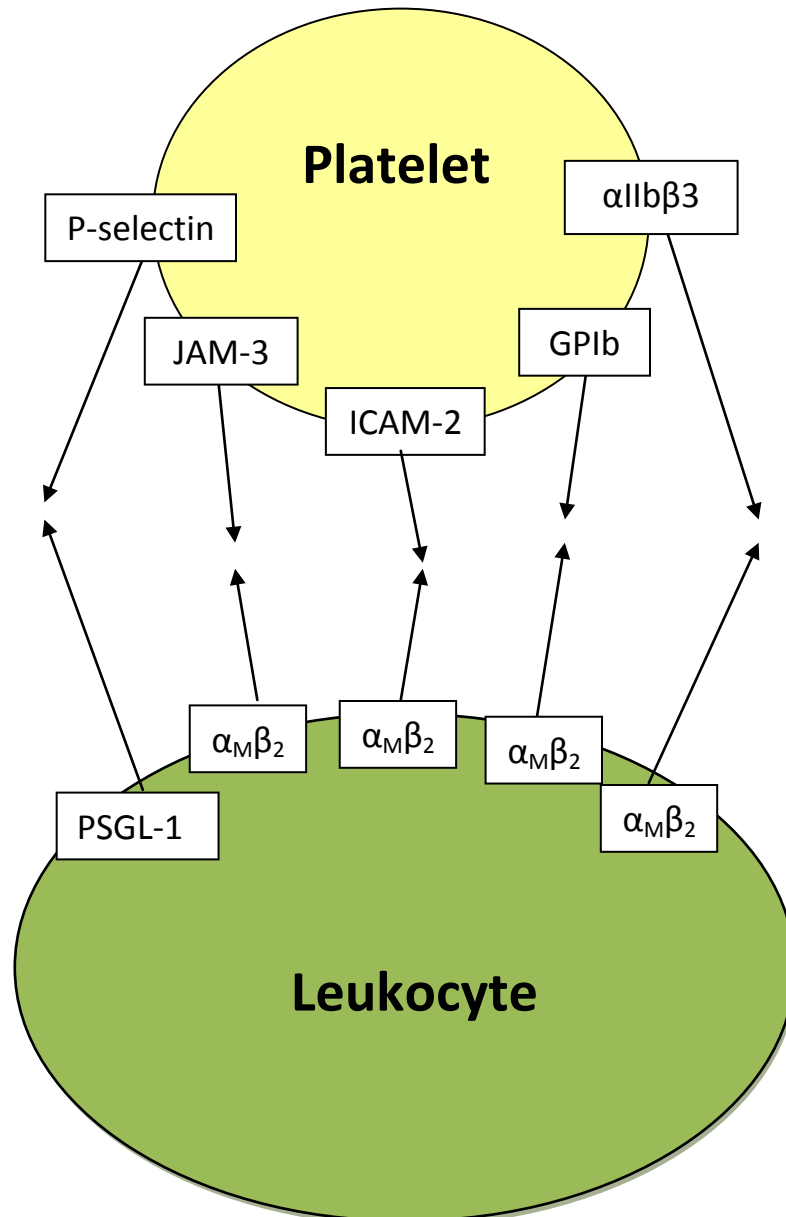 Platelet
αIIbβ3
P-selectin
GPIb
JAM-3
ICAM-2
αMβ2
αMβ2
αMβ2
αMβ2
PSGL-1
Leukocyte